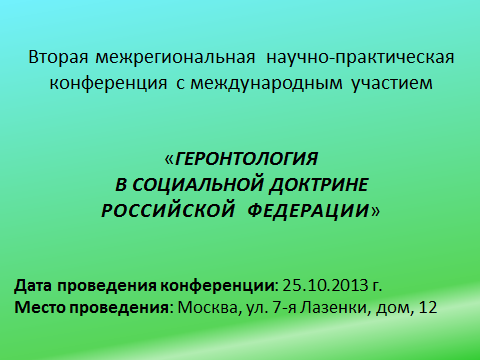 Вторая межрегиональная научно-практическая
конференция с международным участием
«ГЕРОНТОЛОГИЯ
В СОЦИАЛЬНОЙ ДОКТРИНЕ
РОССИЙСКОЙ ФЕДЕРАЦИИ»
Дата проведения конференции: 25.10.2013 г.
Место проведения: Москва, ул. 7-я Лазенки, дом, 12